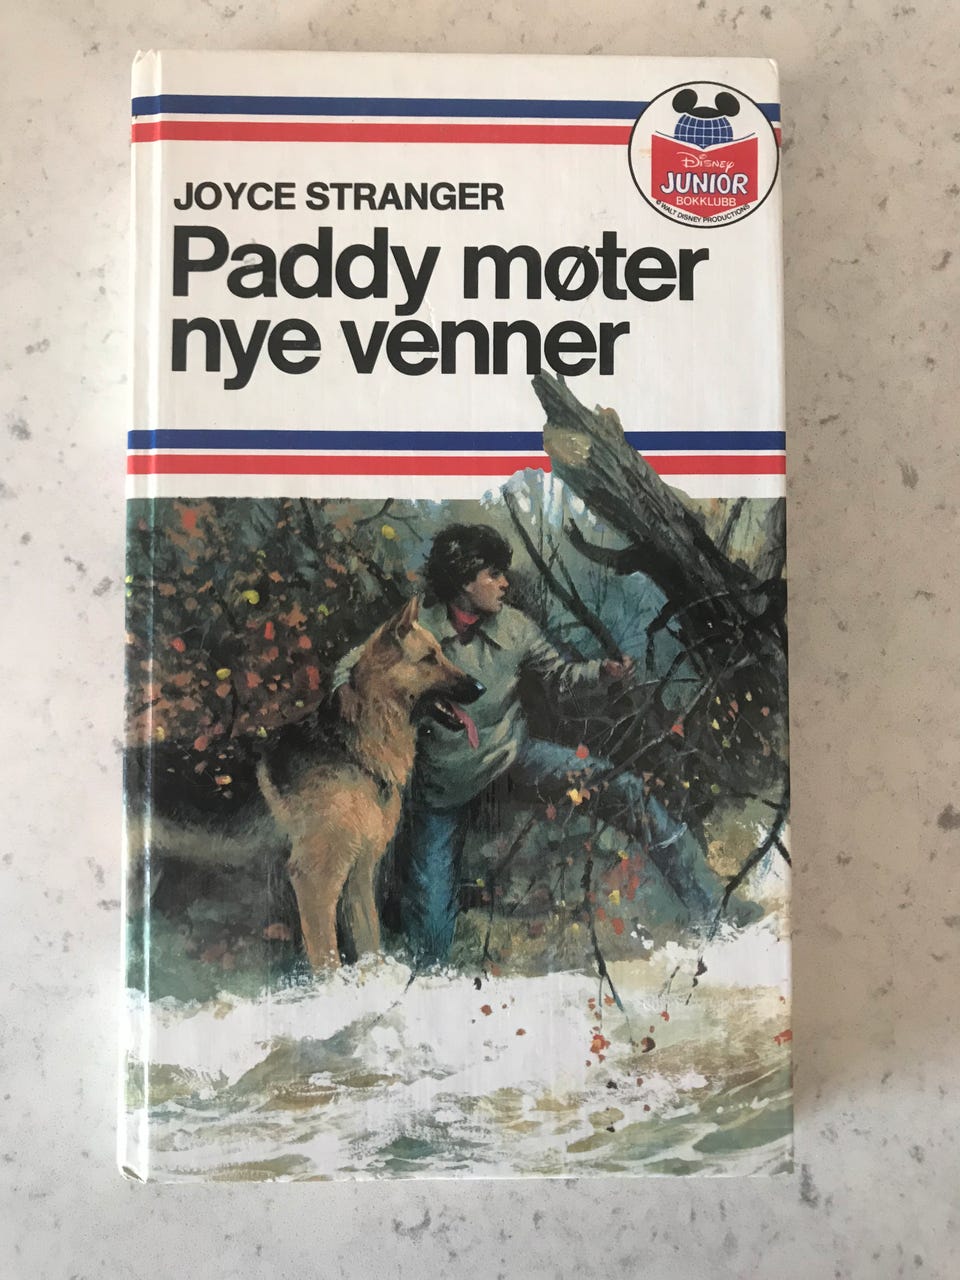 JOYCE STRANGER
Paddy møter
nye venner
Disney
JUNIOR
BOKKLUBB
© WALT DISNEY PRODUCTIONS